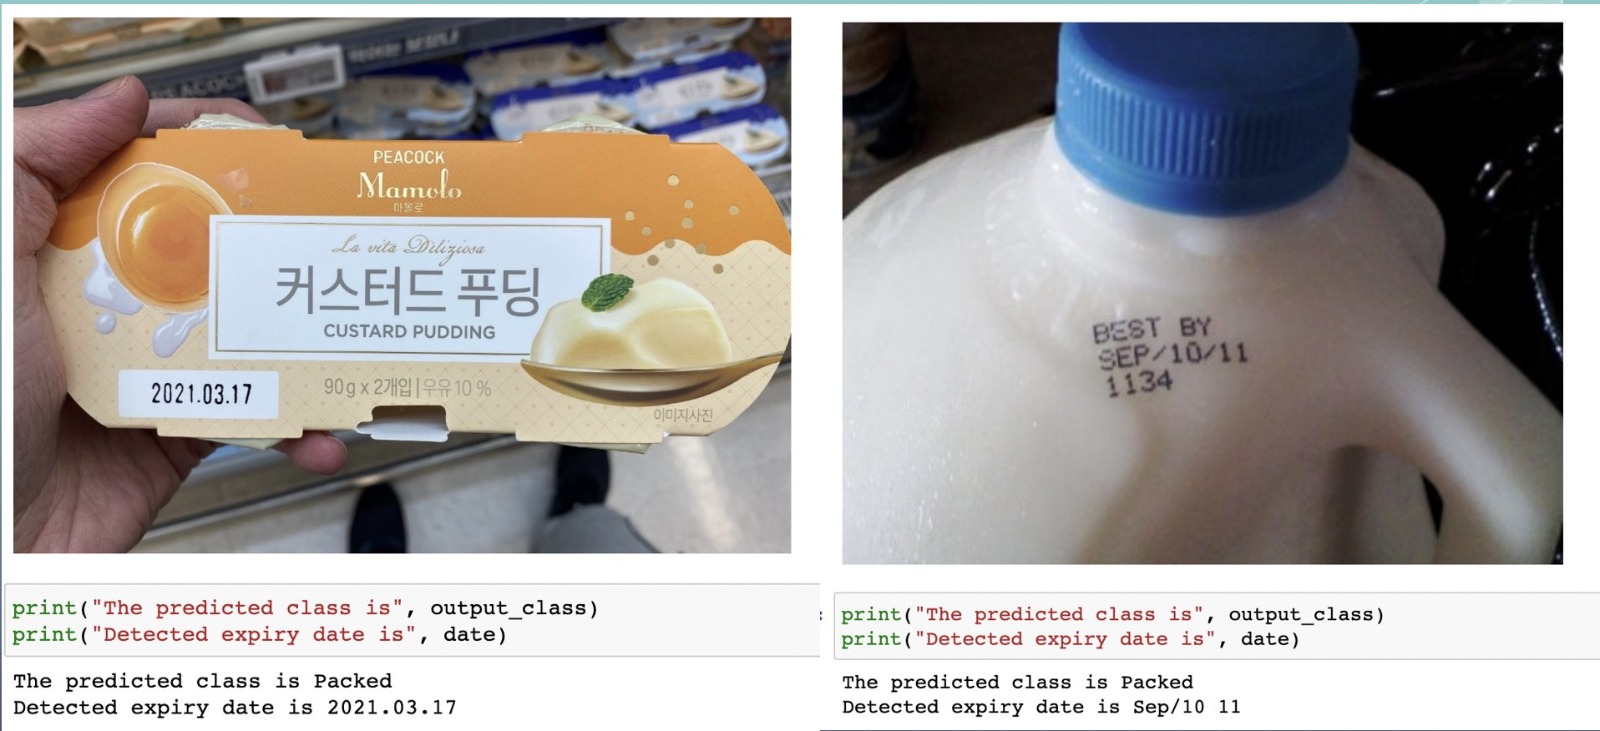 PEACOCK
Mamolo
마몰로
La vita Diliziosa
커스터드 푸딩
CUSTARD PUDDING
2021.03.17
90g x 2개입 | 우유 10 %
이미지사진
print("The predicted class is", output_class)
print("Detected expiry date is", date)
The predicted class is Packed
Detected expiry date is 2021.03.17
BEST BY
SEP/10/11
1134
print("The predicted class is", output_class)
print("Detected expiry date is", date)
The predicted class is Packed
Detected expiry date is Sep/10 11